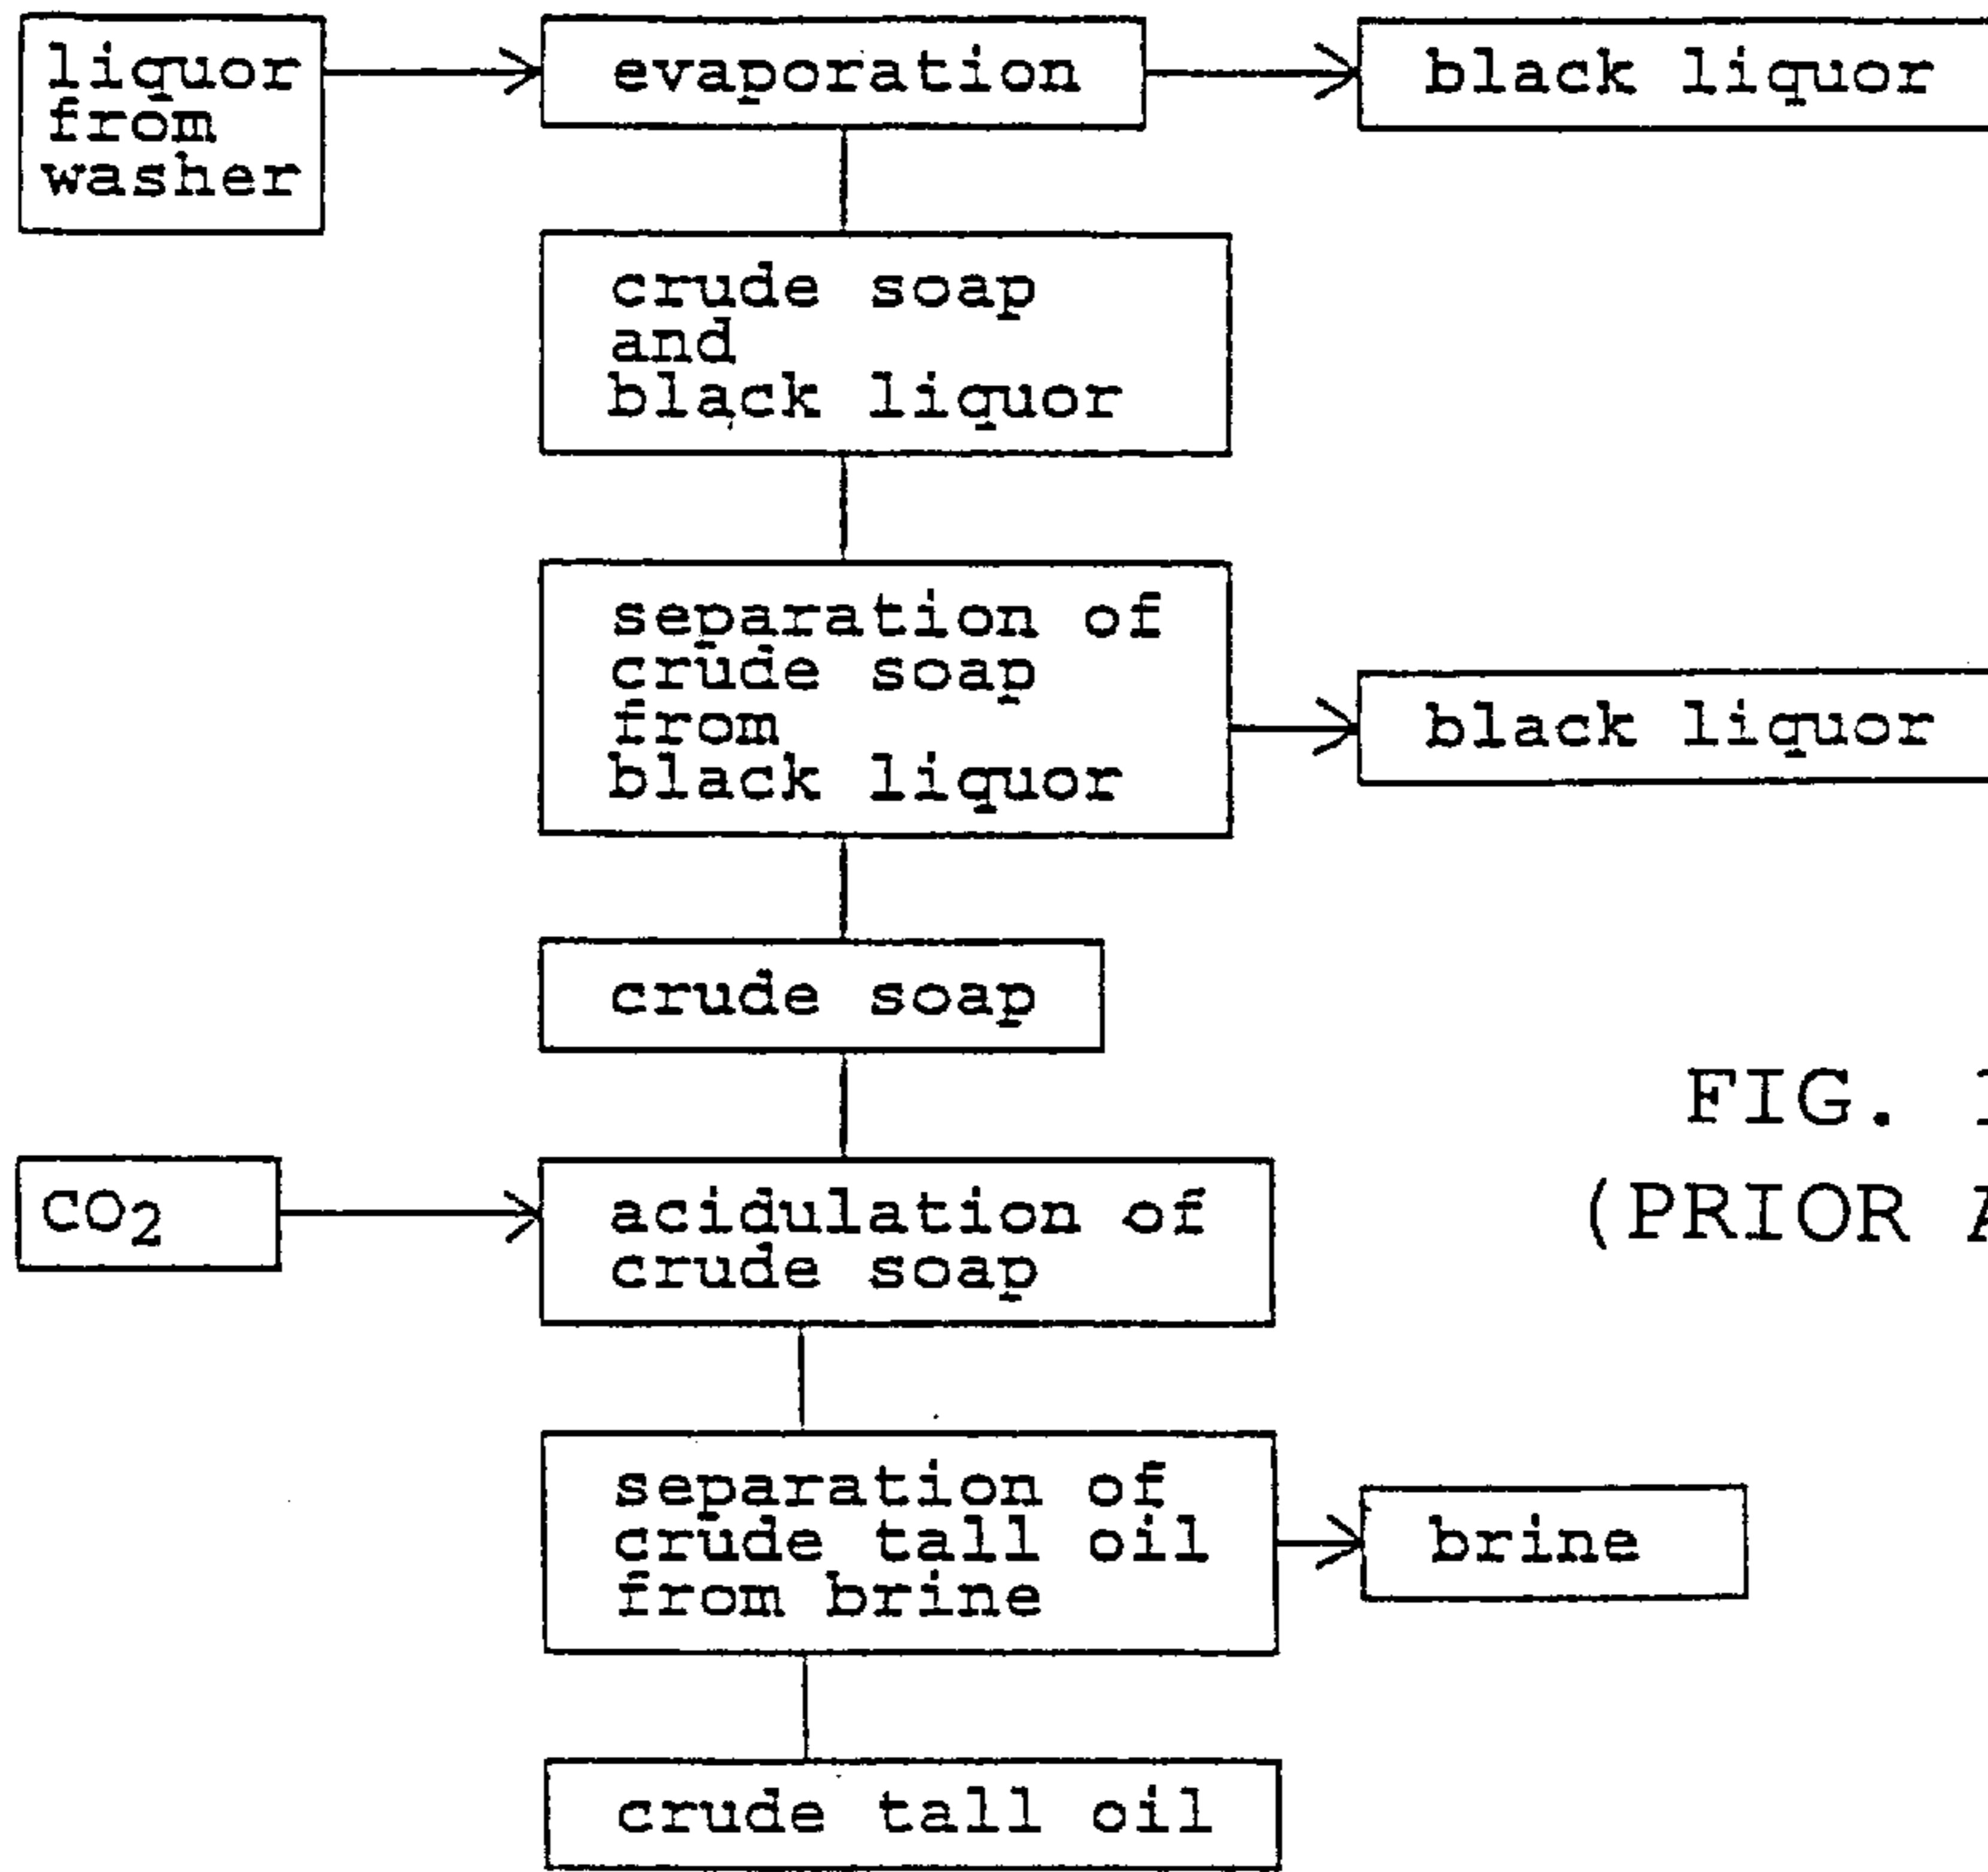 liquor
from
washer
evaporation
black liquor
crude soap
and
black liquor
separation of
crude soap
from
black liquor
black liquor
crude soap
FIG.
(PRIOR
CO₂
acidulation of
crude soap
separation of
crude tall oil
from brine
brine
crude tall oil